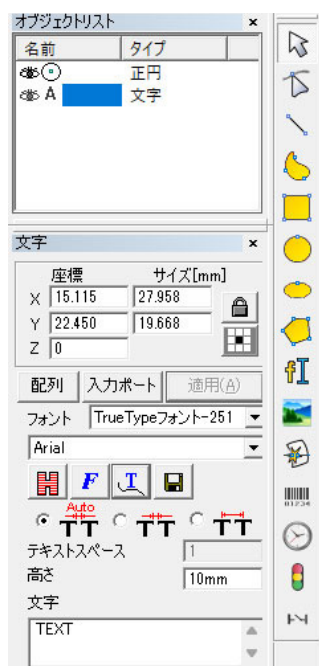 オブジェクトリスト ×
名前 タイプ
正円
A 文字
文字 ×
座標 サイズ[mm]
X 15.115 27.958
Y 22.450 19.668
Z 0
配列 入力ポート 適用(A)
フォント TrueTypeフォント-251
Arial
F T
Auto
TT TT TT
テキストスペース 1
高さ 10mm
文字
TEXT